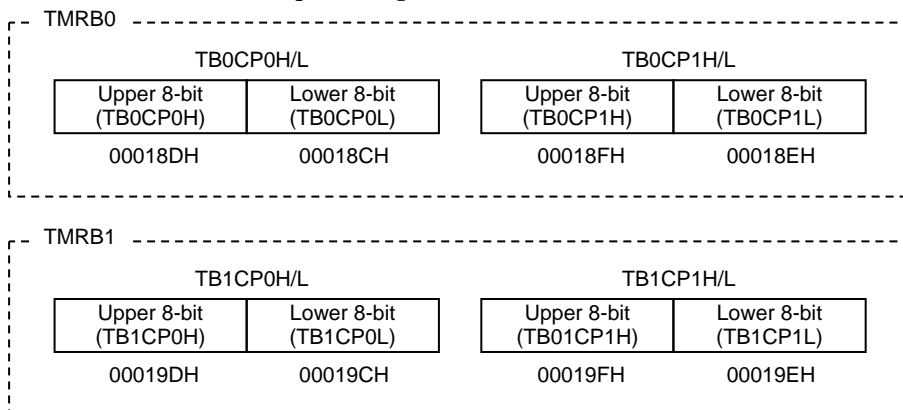 TMRB0
TB0CP0H/L TB0CP1H/L
Upper 8-bit Lower 8-bit Upper 8-bit Lower 8-bit
(TB0CP0H) (TB0CP0L) (TB0CP1H) (TB0CP1L)
00018DH 00018CH 00018FH 00018EH
TMRB1
TB1CP0H/L TB1CP1H/L
Upper 8-bit Lower 8-bit Upper 8-bit Lower 8-bit
(TB1CP0H) (TB1CP0L) (TB01CP1H) (TB1CP1L)
00019DH 00019CH 00019FH 00019EH